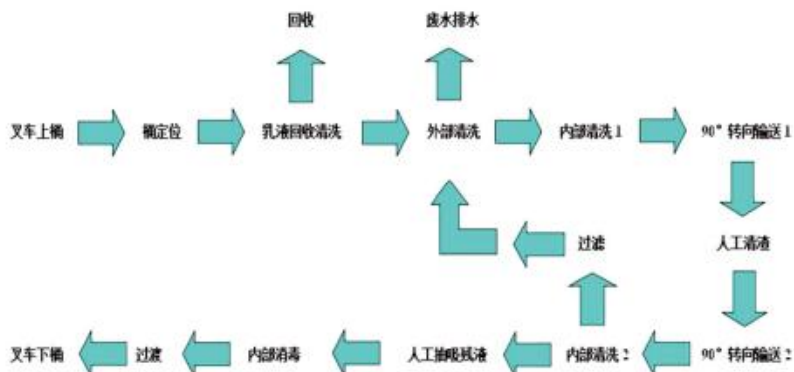 回收
废水排水
叉车上桶
桶定位
乳液回收清洗
外部清洗
内部清洗1
90°转向输送1
过滤
人工清渣
叉车下桶
过渡
内部消毒
人工抽吸残液
内部清洗2
90°转向输送2